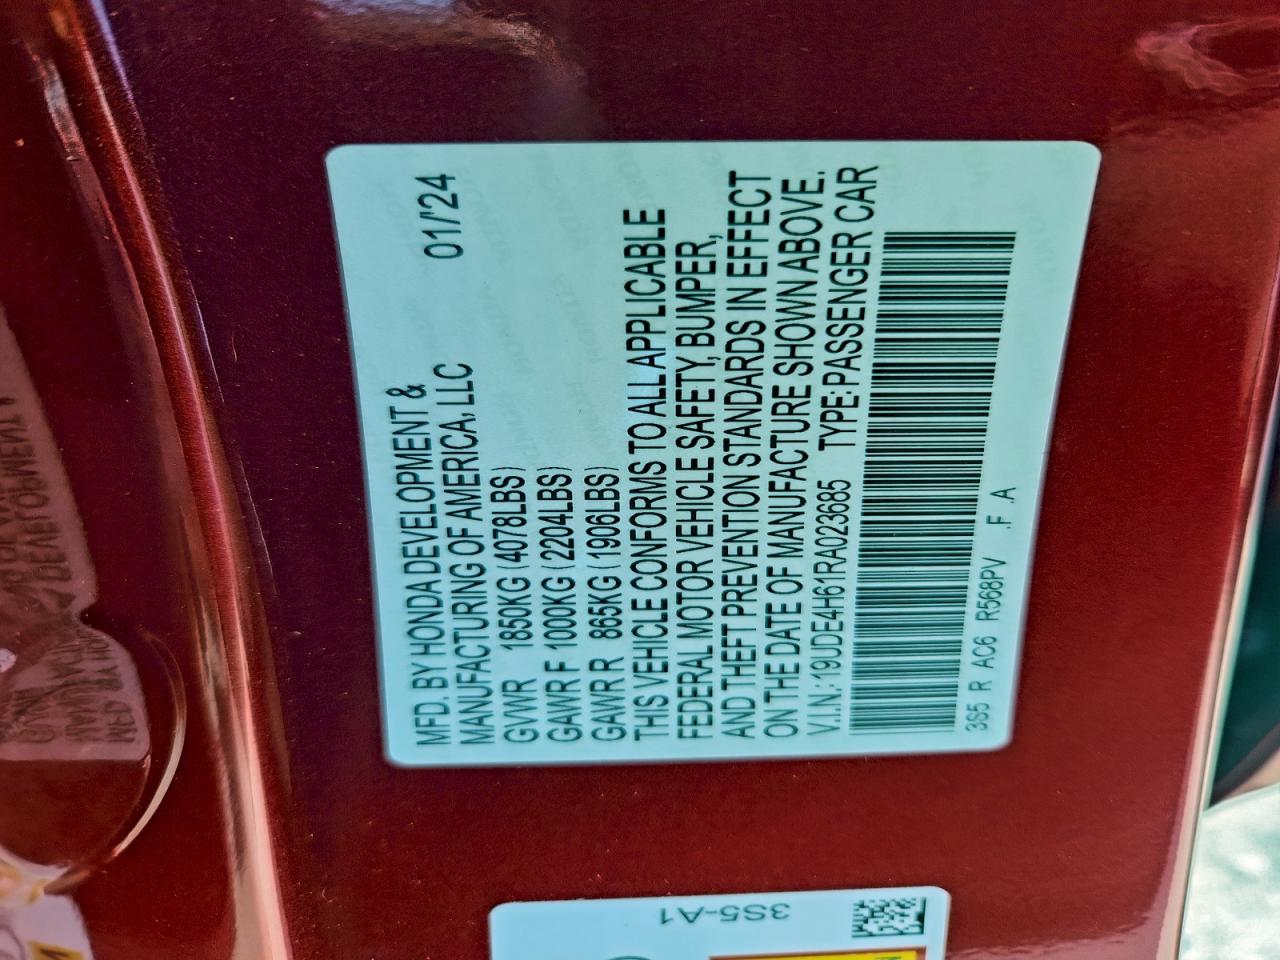 MFD. BY HONDA DEVELOPMENT &
MANUFACTURING OF AMERICA, LLC 01/'24
GVWR 1850KG (4078LBS)
GAWR F 1000KG (2204LBS)
GAWR R 865KG (1906LBS)
THIS VEHICLE CONFORMS TO ALL APPLICABLE
FEDERAL MOTOR VEHICLE SAFETY, BUMPER,
AND THEFT PREVENTION STANDARDS IN EFFECT
ON THE DATE OF MANUFACTURE SHOWN ABOVE.
V.I.N.: 19UDE4H61RA023685 TYPE: PASSENGER CAR
3S5 R AC6 R568PV .F .A
3S5-A1